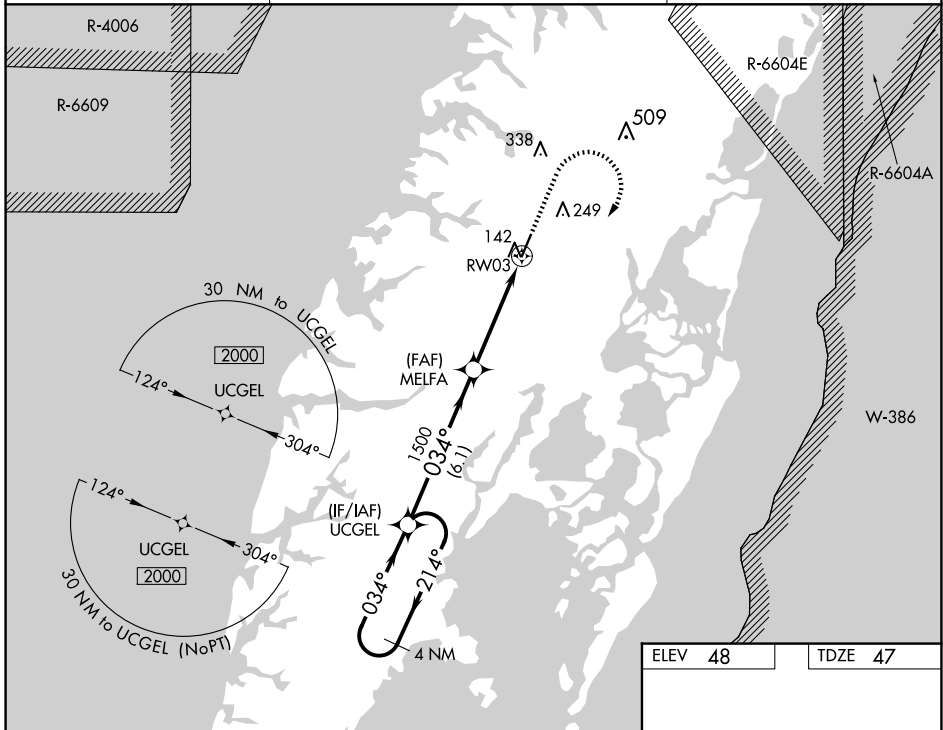 R-4006
R-6609
R-6604E
R-6604A
509
338
249
142
RW03
30 NM to UCGEL
2000
UCGEL
124°
304°
(FAF)
MELFA
1500
034°
(6.1)
W-386
(IF/IAF)
UCGEL
124°
304°
UCGEL
2000
30 NM to UCGEL (NoPT)
034°
214°
4 NM
ELEV 48
TDZE 47